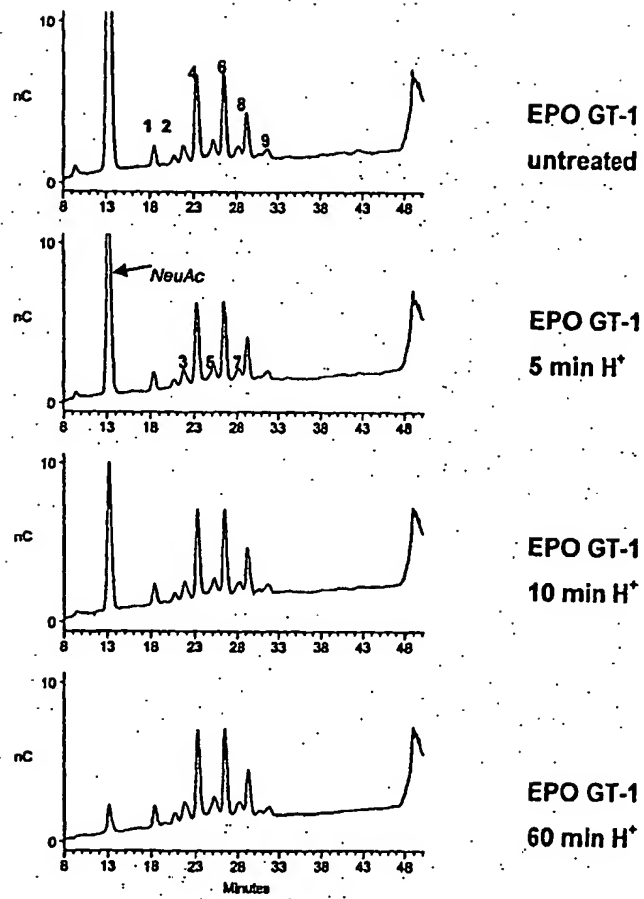 10
nC
0
1 2 4 6 8 9
8 13 18 23 28 33 38 43 48
EPO GT-1
untreated
10
nC
0
NeuAc
3 5 7
8 13 18 23 28 33 38 43 48
EPO GT-1
5 min H⁺
10
nC
0
8 13 18 23 28 33 38 43 48
EPO GT-1
10 min H⁺
10
nC
0
8 13 18 23 28 33 38 43 48
Minutes
EPO GT-1
60 min H⁺